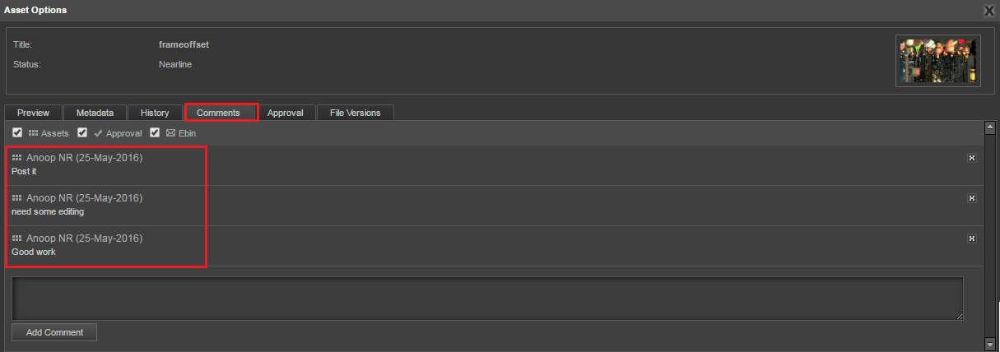 Asset Options
Title: frameoffset
Status: Nearline
Preview Metadata History Comments Approval File Versions
Assets Approval Ebin
Anoop NR (25-May-2016)
Post it
Anoop NR (25-May-2016)
need some editing
Anoop NR (25-May-2016)
Good work
Add Comment